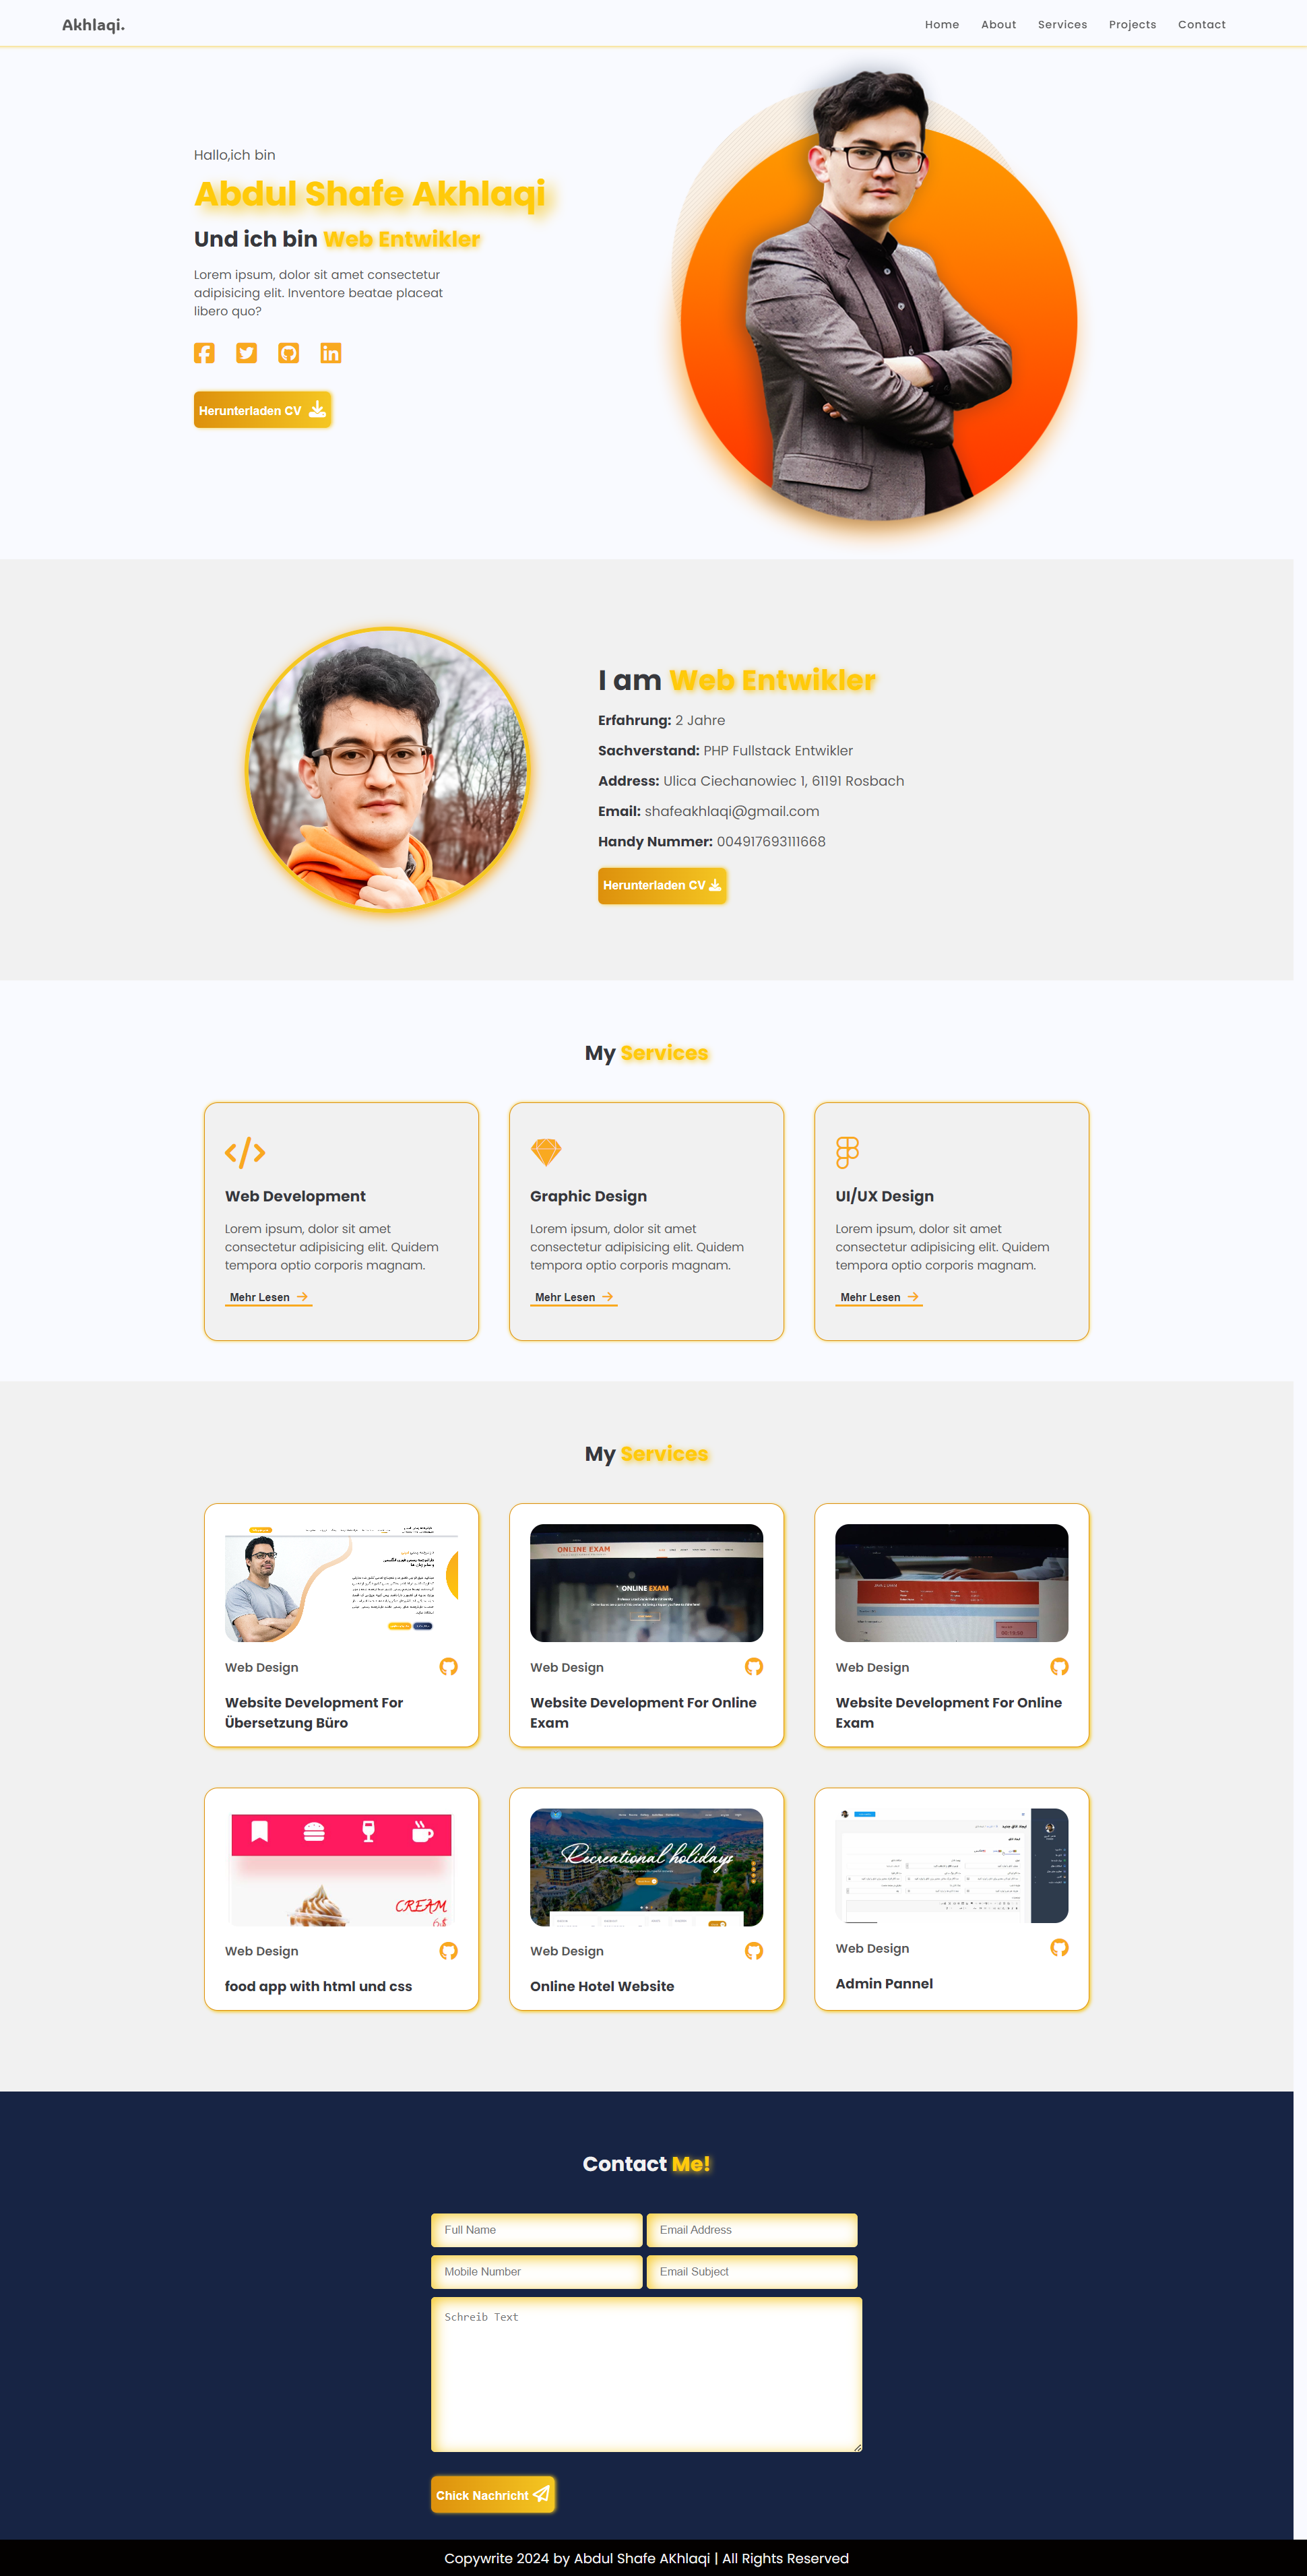 Akhlaqi.
Home About Services Projects Contact
Hallo,ich bin
Abdul Shafe Akhlaqi
Und ich bin Web Entwikler
Lorem ipsum, dolor sit amet consectetur
adipisicing elit. Inventore beatae placeat
libero quo?
Herunterladen CV
I am Web Entwikler
Erfahrung: 2 Jahre
Sachverstand: PHP Fullstack Entwikler
Address: Ulica Ciechanowiec 1, 61191 Rosbach
Email: shafeakhlaqi@gmail.com
Handy Nummer: 004917693111668
Herunterladen CV
My Services
Web Development
Lorem ipsum, dolor sit amet
consectetur adipisicing elit. Quidem
tempora optio corporis magnam.
Mehr Lesen
Graphic Design
Lorem ipsum, dolor sit amet
consectetur adipisicing elit. Quidem
tempora optio corporis magnam.
Mehr Lesen
UI/UX Design
Lorem ipsum, dolor sit amet
consectetur adipisicing elit. Quidem
tempora optio corporis magnam.
Mehr Lesen
My Services
Web Design
Website Development For
Übersetzung Büro
ONLINE EXAM
ONLINE EXAM
Web Design
Website Development For Online
Exam
Web Design
Website Development For Online
Exam
CREAM
6$
Web Design
food app with html und css
Recreational holidays
Web Design
Online Hotel Website
Web Design
Admin Pannel
Contact Me!
Full Name
Email Address
Mobile Number
Email Subject
Schreib Text
Chick Nachricht
Copywrite 2024 by Abdul Shafe AKhlaqi | All Rights Reserved